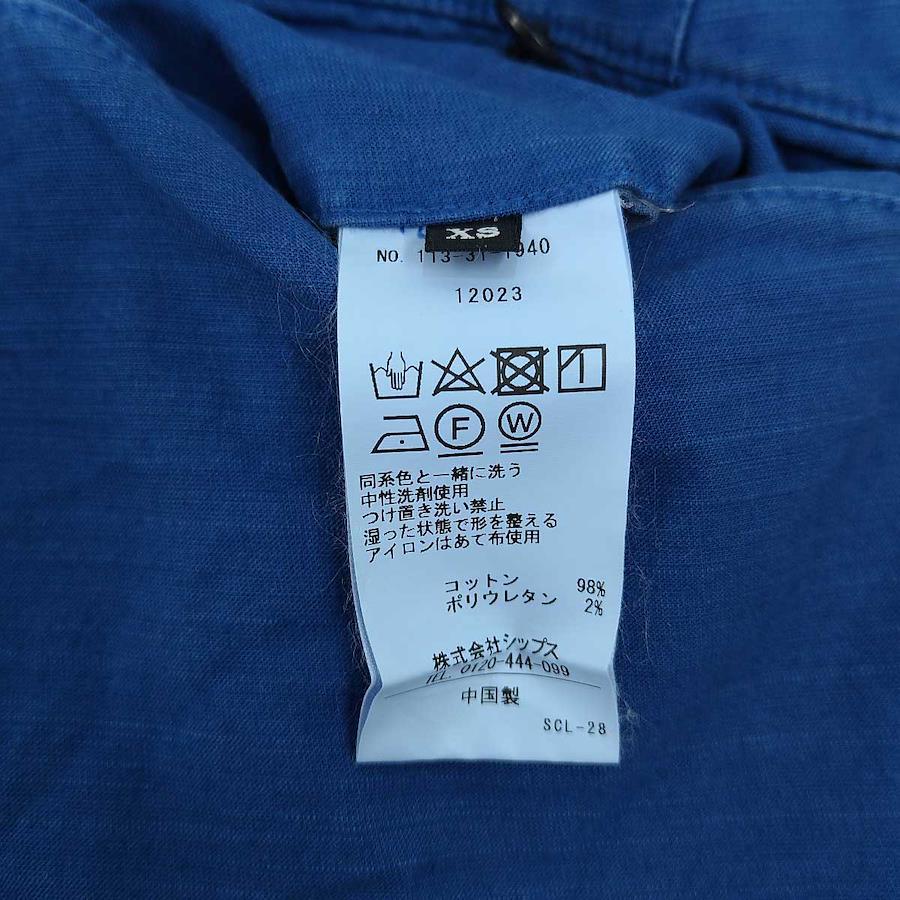 XS
NO. 113-31-1940
12023
F W
同系色と一緒に洗う
中性洗剤使用
つけ置き洗い禁止
湿った状態で形を整える
アイロンはあて布使用
コットン 98%
ポリウレタン 2%
株式会社シップス
TEL. 0120-444-099
中国製
SCL-28